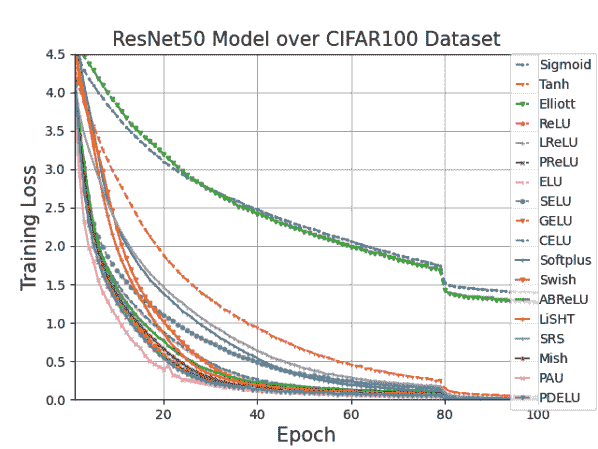 ResNet50 Model over CIFAR100 Dataset
4.5
4.0
3.5
3.0
2.5
2.0
1.5
1.0
0.5
0.0
Training Loss
20
40
60
80
100
Epoch
Sigmoid
Tanh
Elliott
ReLU
LReLU
PReLU
ELU
SELU
GELU
CELU
Softplus
Swish
ABReLU
LiSHT
SRS
Mish
PAU
PDELU